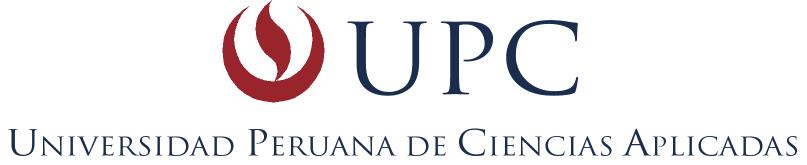 UPC
UNIVERSIDAD PERUANA DE CIENCIAS APLICADAS